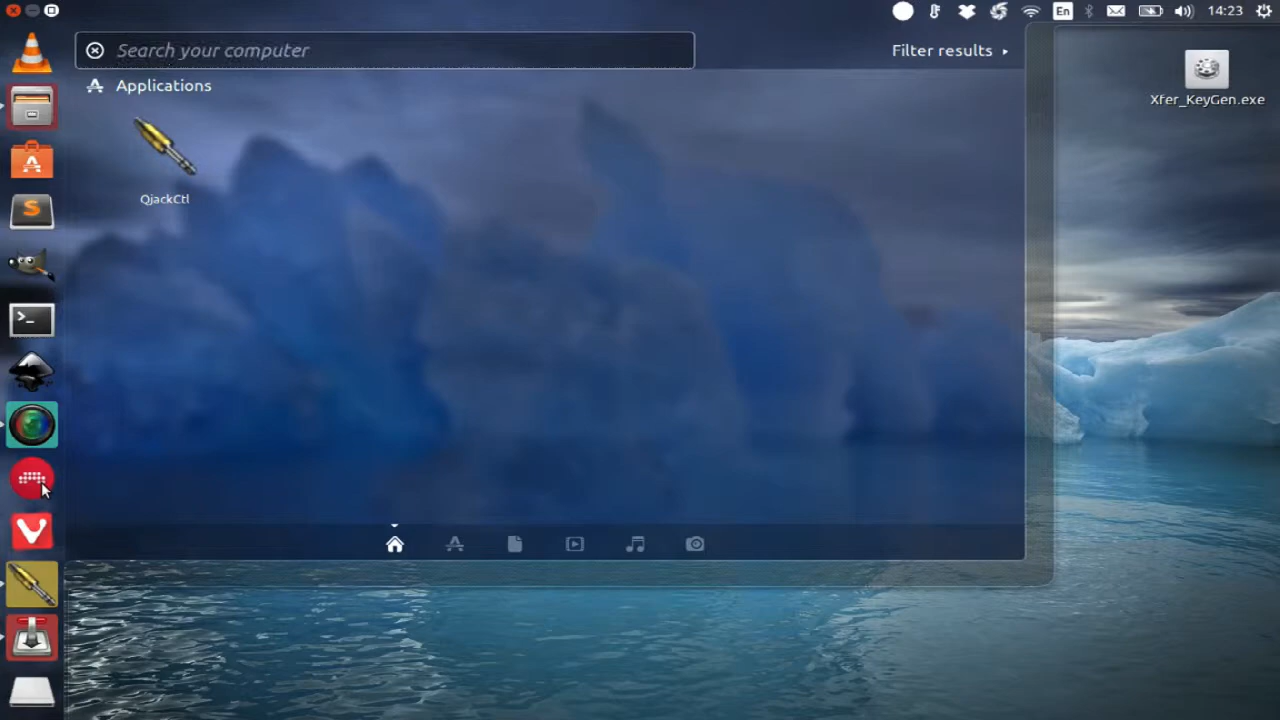 En
14:23
Search your computer
Filter results
Applications
QjackCtl
Xfer_KeyGen.exe